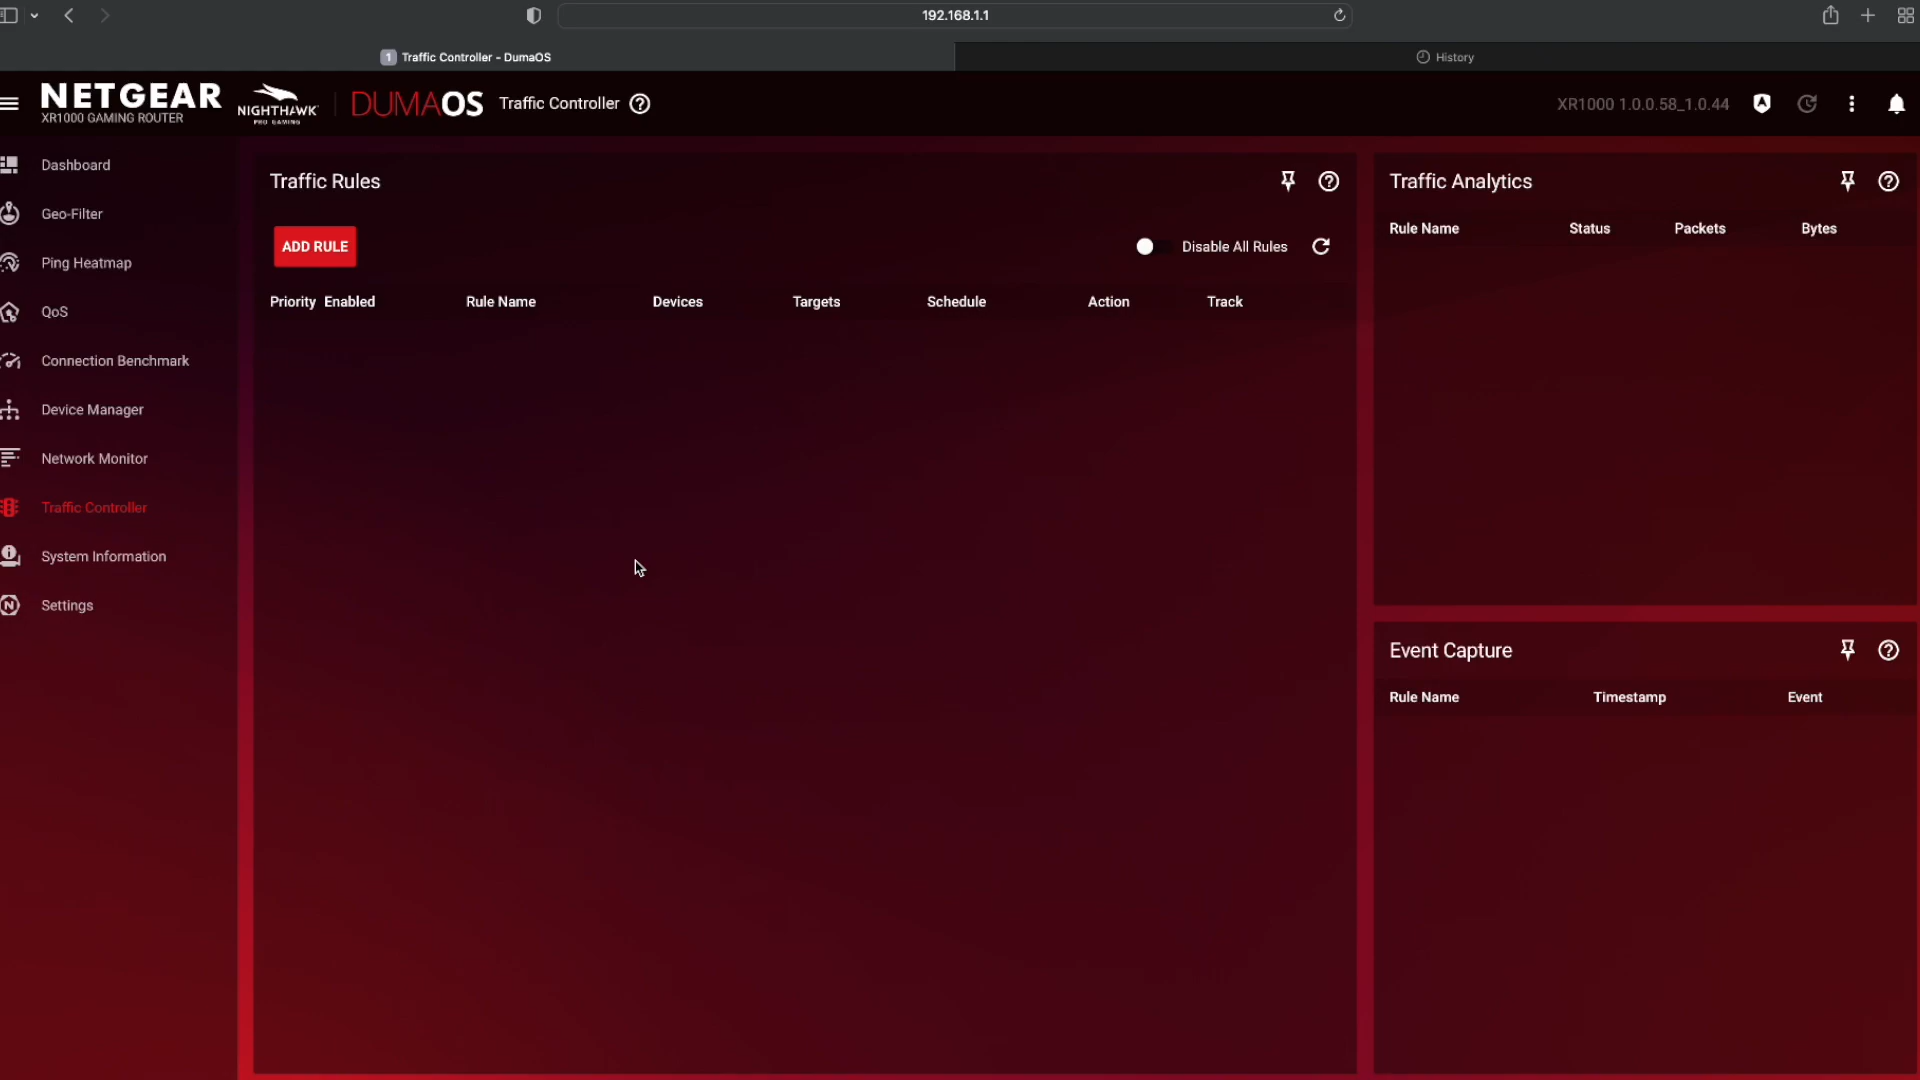 192.168.1.1
1 Traffic Controller - DumaOS
History
NETGEAR
XR1000 GAMING ROUTER
NIGHTHAWK
PRO GAMING
DUMAOS
Traffic Controller
XR1000 1.0.0.58_1.0.44
Dashboard
Geo-Filter
Ping Heatmap
QoS
Connection Benchmark
Device Manager
Network Monitor
Traffic Controller
System Information
Settings
Traffic Rules
ADD RULE
Disable All Rules
Priority Enabled Rule Name Devices Targets Schedule Action Track
Traffic Analytics
Rule Name Status Packets Bytes
Event Capture
Rule Name Timestamp Event